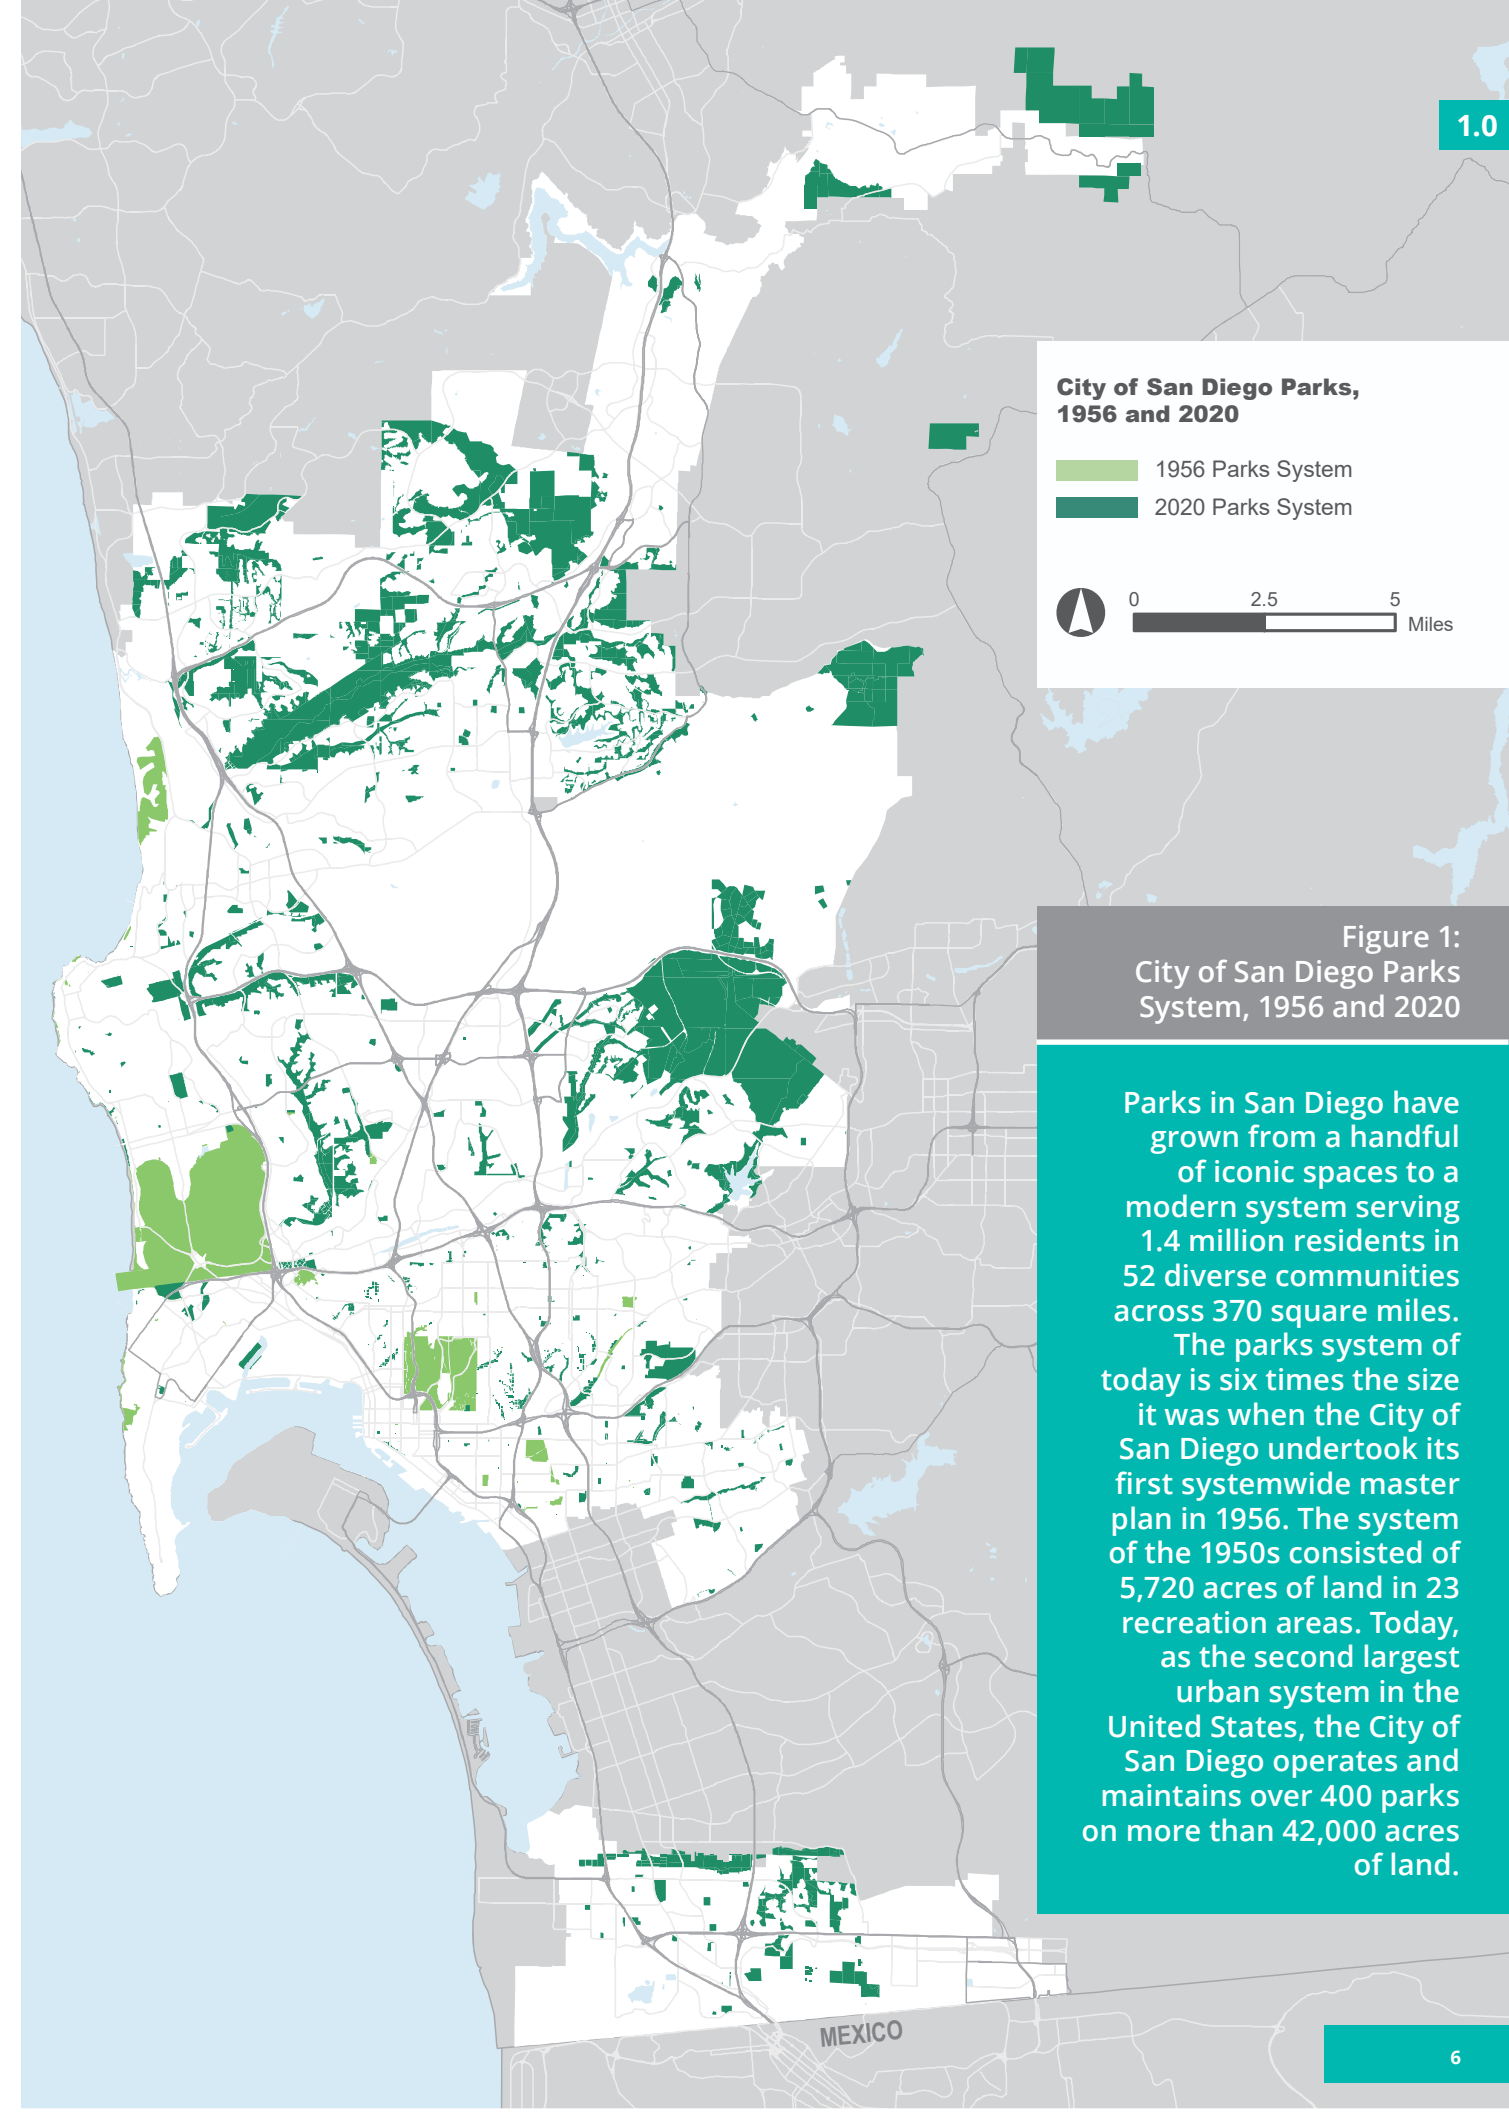 1.0
City of San Diego Parks,
1956 and 2020
1956 Parks System
2020 Parks System
0 2.5 5
Miles
Figure 1:
City of San Diego Parks
System, 1956 and 2020
Parks in San Diego have
grown from a handful
of iconic spaces to a
modern system serving
1.4 million residents in
52 diverse communities
across 370 square miles.
The parks system of
today is six times the size
it was when the City of
San Diego undertook its
first systemwide master
plan in 1956. The system
of the 1950s consisted of
5,720 acres of land in 23
recreation areas. Today,
as the second largest
urban system in the
United States, the City of
San Diego operates and
maintains over 400 parks
on more than 42,000 acres
of land.
MEXICO
6